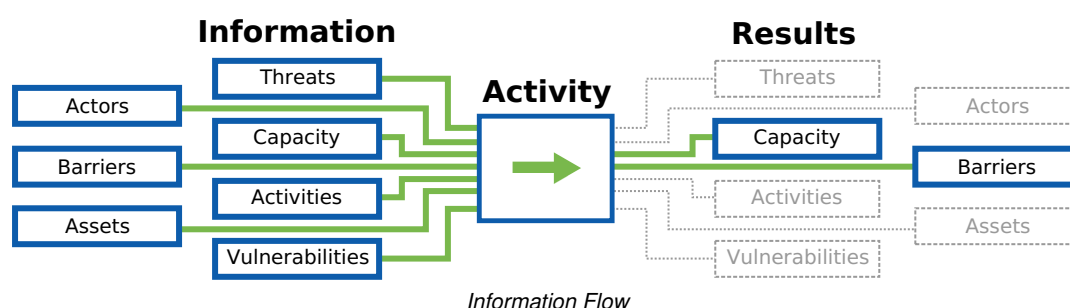 Information
Results
Activity
Threats
Actors
Capacity
Barriers
Activities
Assets
Vulnerabilities
Threats
Actors
Capacity
Barriers
Activities
Assets
Vulnerabilities
Information Flow